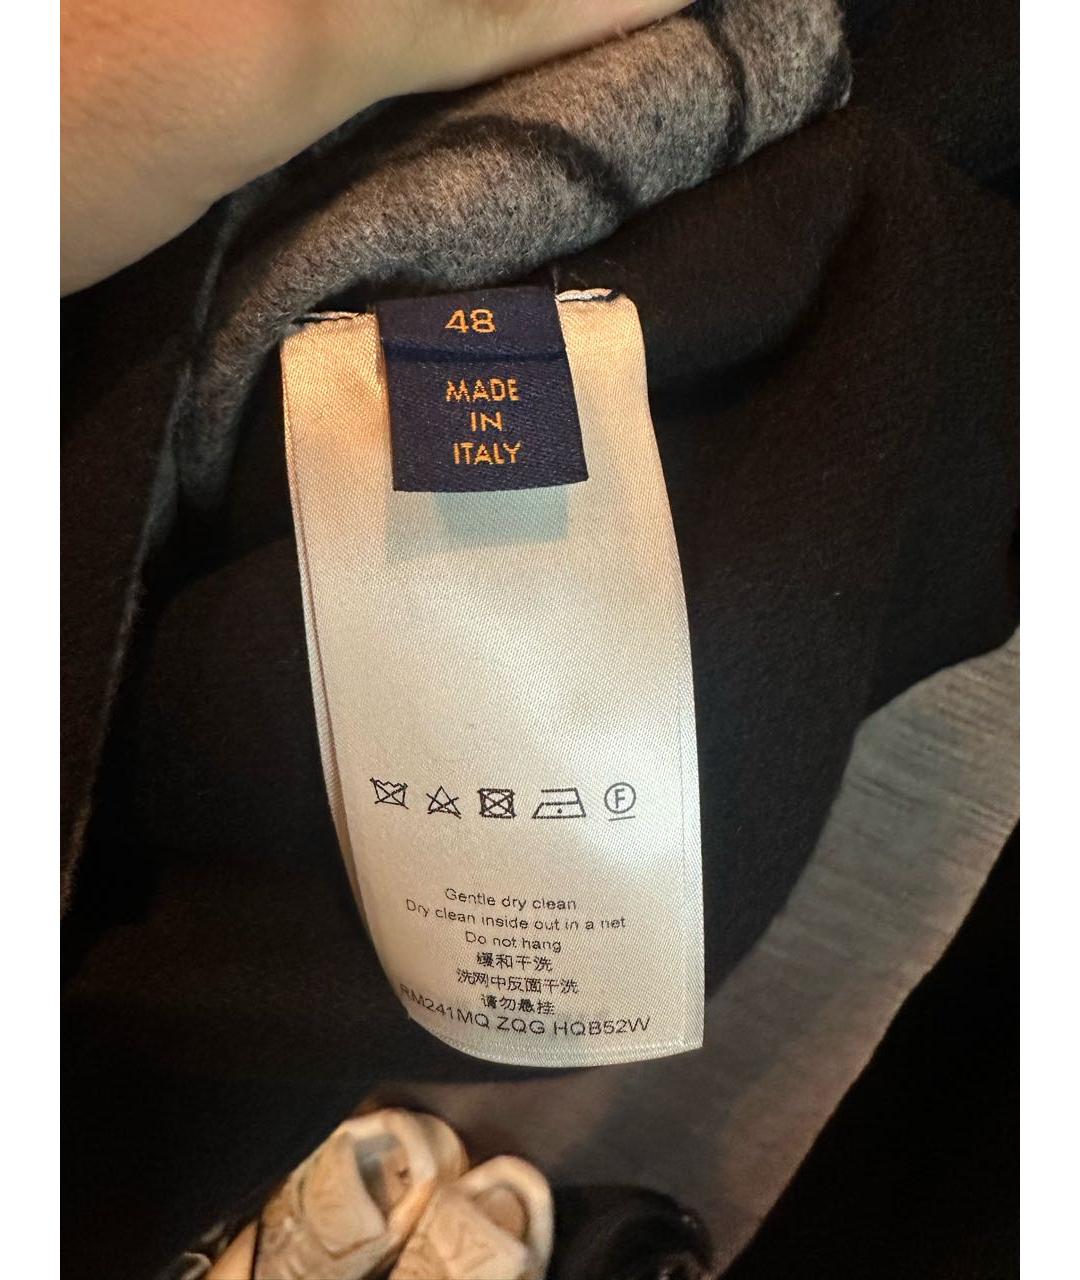 48
MADE
IN
ITALY
F
Gentle dry clean
Dry clean inside out in a net
Do not hang
缓和干洗
洗网中反面干洗
请勿悬挂
RM241MQ ZQG HQB52W